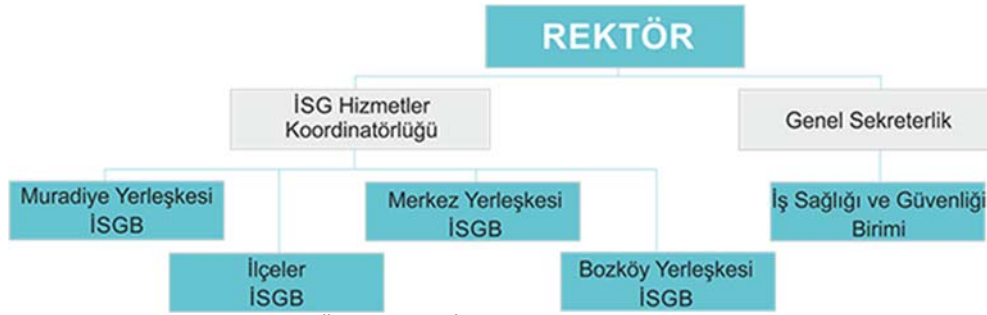 REKTÖR
İSG Hizmetler
Koordinatörlüğü
Genel Sekreterlik
Muradiye Yerleşkesi
İSGB
Merkez Yerleşkesi
İSGB
İş Sağlığı ve Güvenliği
Birimi
İlçeler
İSGB
Bozköy Yerleşkesi
İSGB